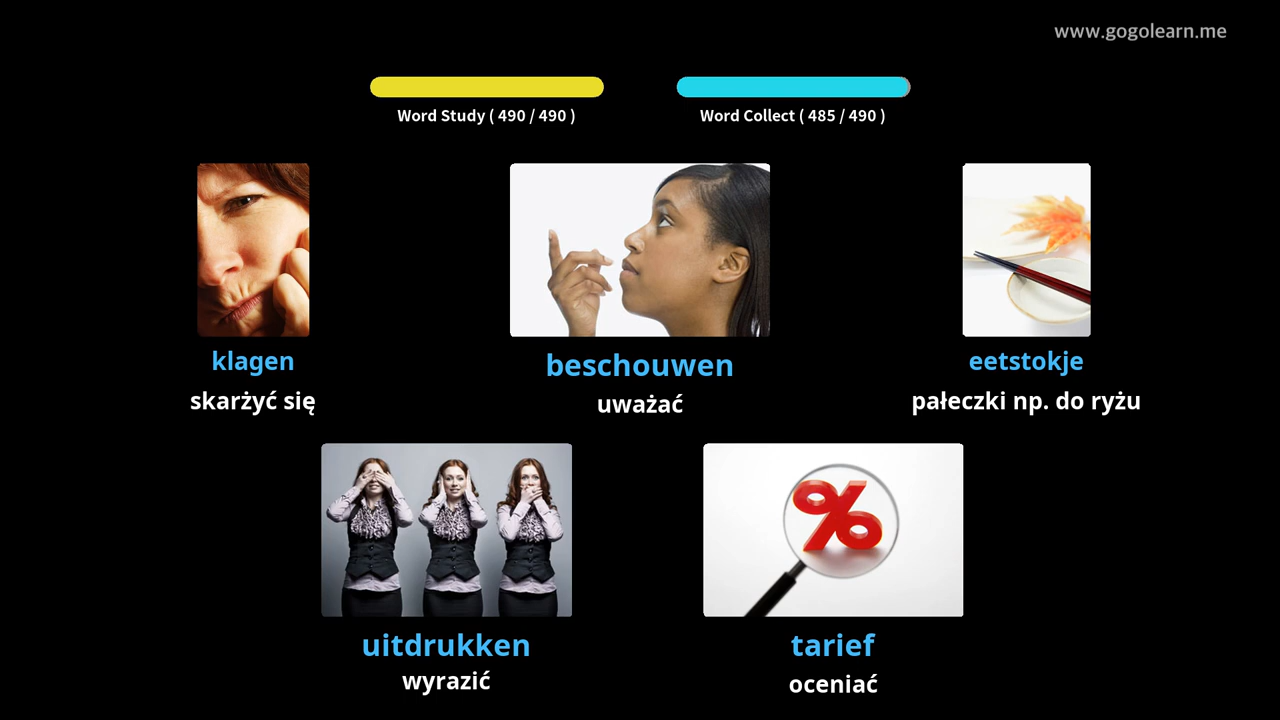 www.gogolearn.me
Word Study ( 490 / 490 )
Word Collect ( 485 / 490 )
klagen
skarżyć się
beschouwen
uważać
eetstokje
pałeczki np. do ryżu
uitdrukken
wyrazić
%
tarief
oceniać